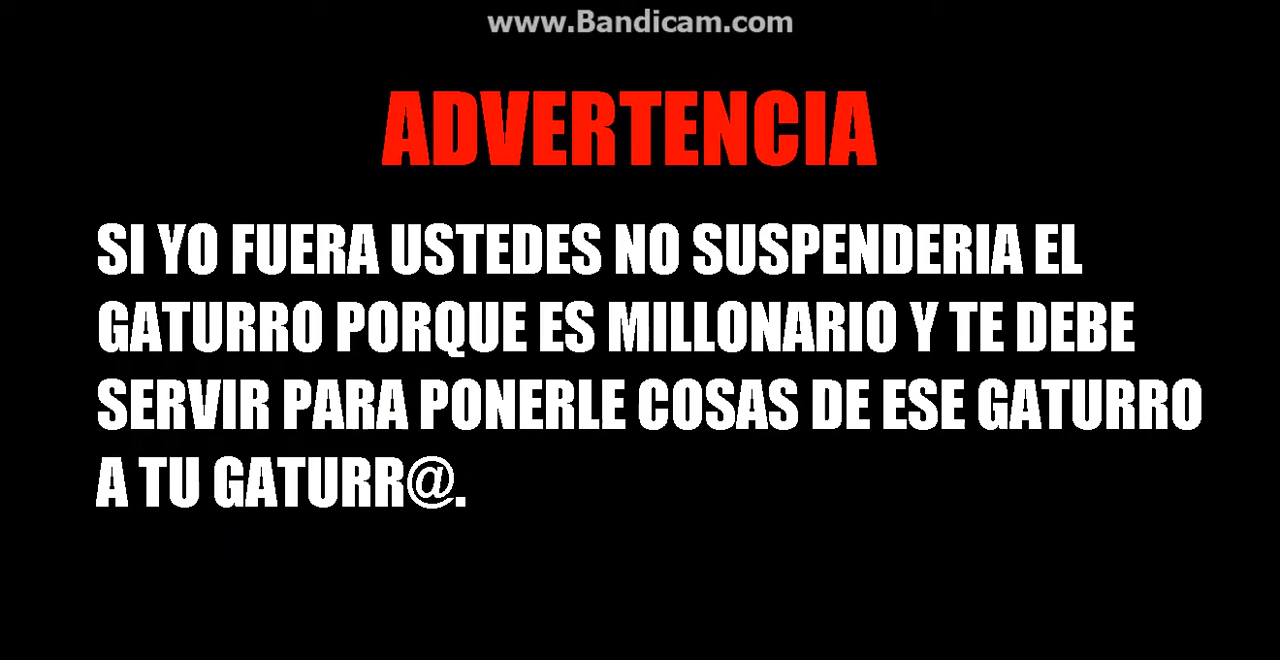 www.Bandicam.com
ADVERTENCIA
SI YO FUERA USTEDES NO SUSPENDERIA EL
GATURRO PORQUE ES MILLONARIO Y TE DEBE
SERVIR PARA PONERLE COSAS DE ESE GATURRO
A TU GATURR@.